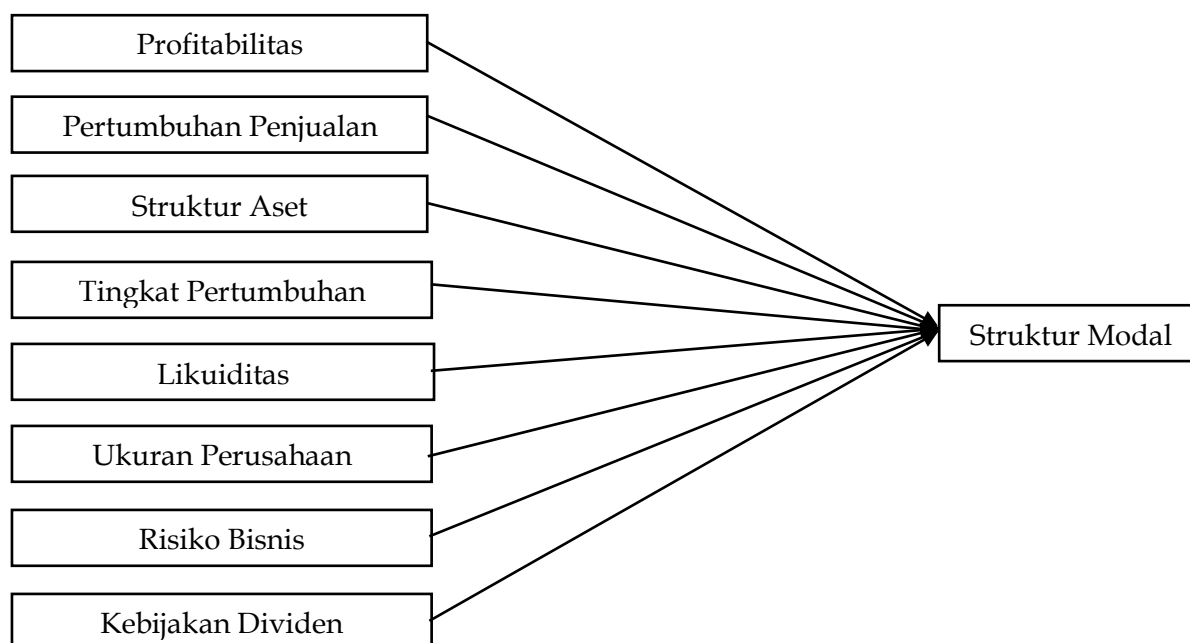 Profitabilitas
Pertumbuhan Penjualan
Struktur Aset
Tingkat Pertumbuhan
Likuiditas
Ukuran Perusahaan
Risiko Bisnis
Kebijakan Dividen
Struktur Modal